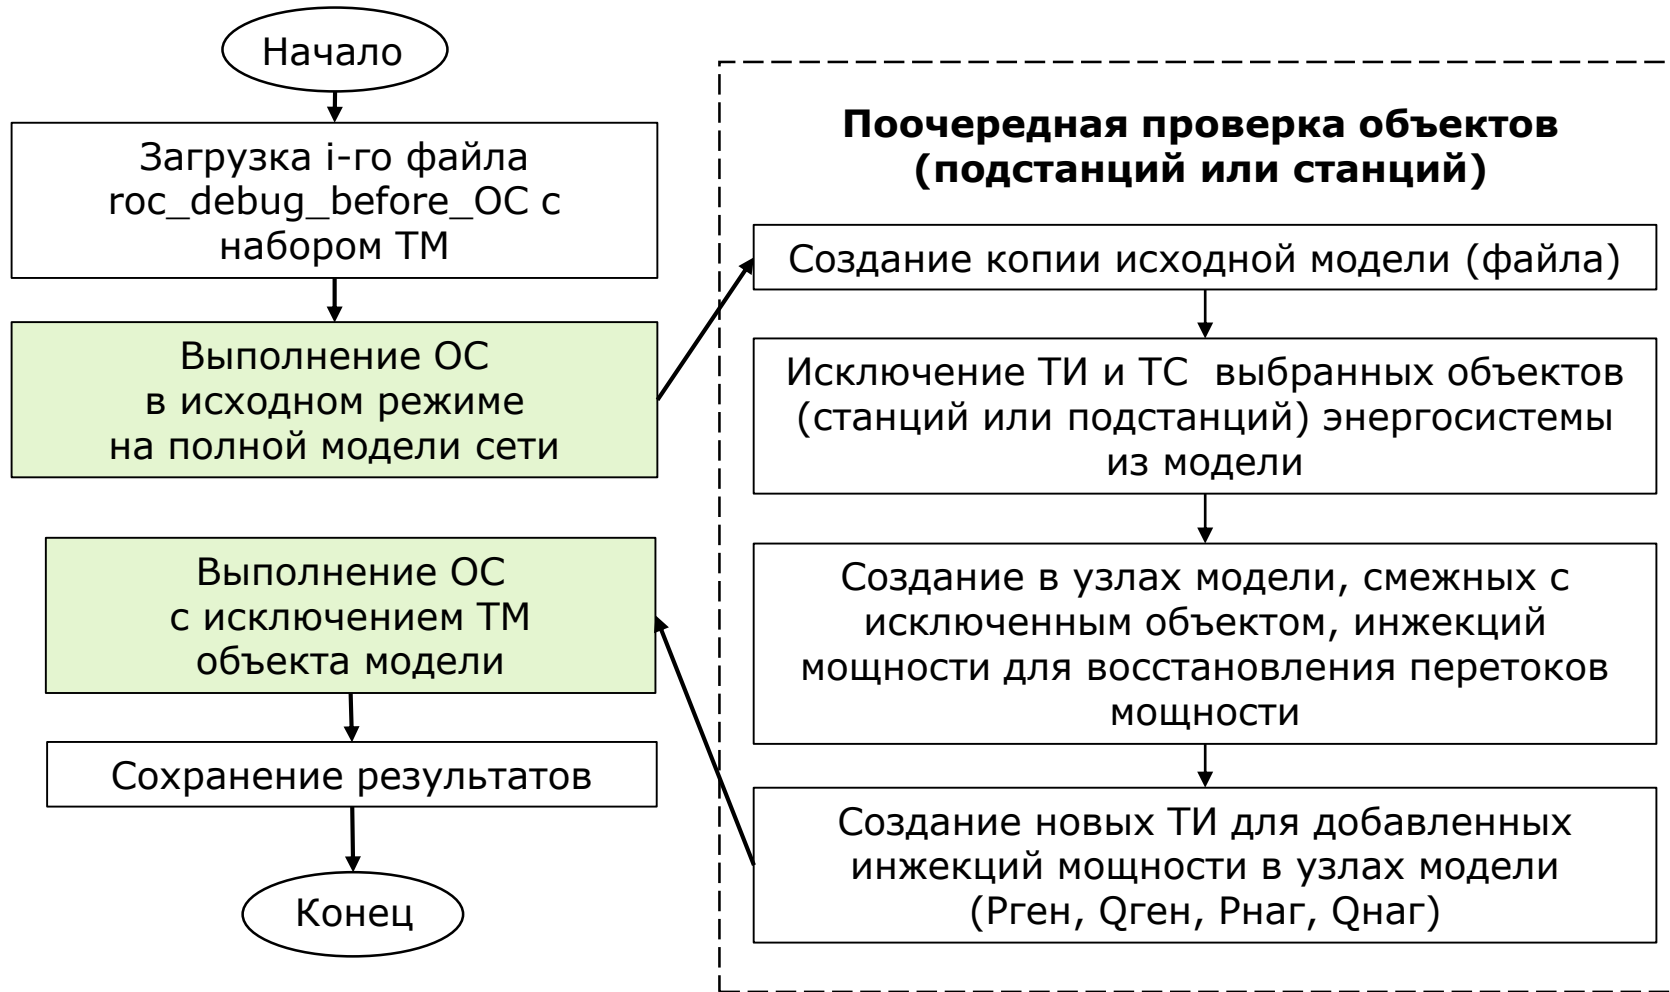 Начало
Загрузка i-го файла
roc_debug_before_ОС с
набором ТМ
Выполнение ОС
в исходном режиме
на полной модели сети
Поочередная проверка объектов
(подстанций или станций)
Создание копии исходной модели (файла)
Исключение ТИ и ТС выбранных объектов
(станций или подстанций) энергосистемы
из модели
Создание в узлах модели, смежных с
исключенным объектом, инжекций
мощности для восстановления перетоков
мощности
Создание новых ТИ для добавленных
инжекций мощности в узлах модели
(Pген, Qген, Pнаг, Qнаг)
Выполнение ОС
с исключением ТМ
объекта модели
Сохранение результатов
Конец